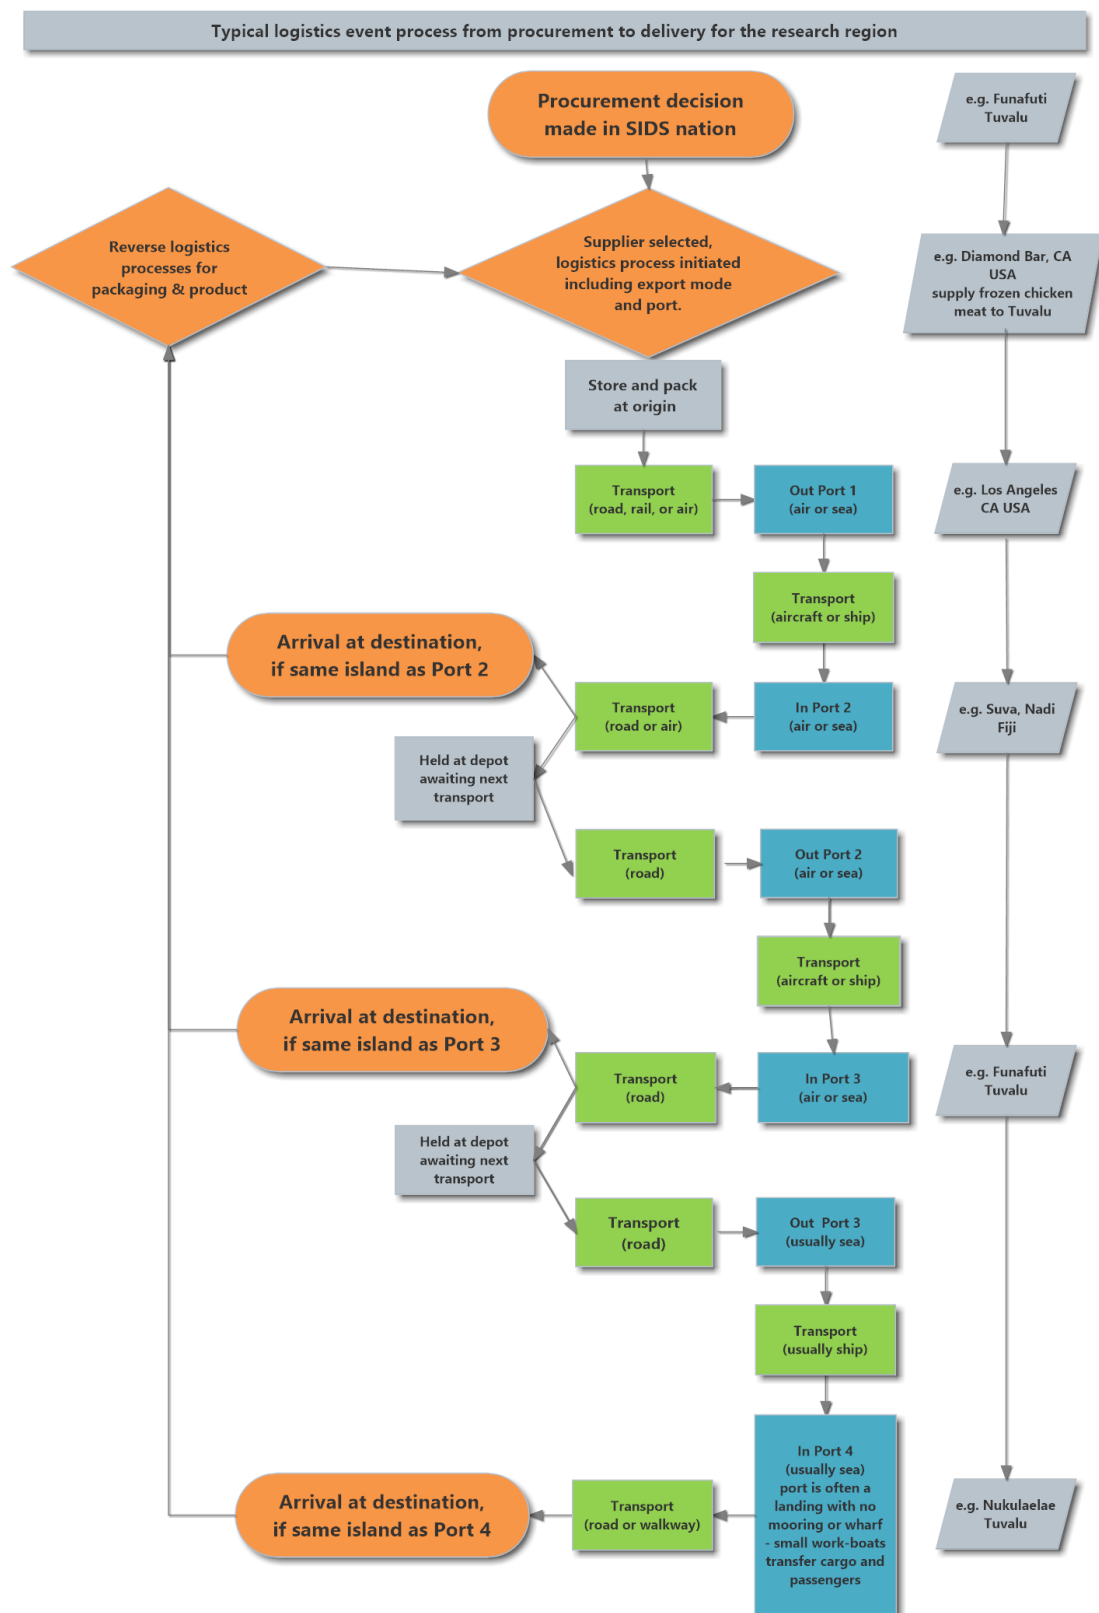 Typical logistics event process from procurement to delivery for the research region
Procurement decision
made in SIDS nation
e.g. Funafuti
Tuvalu
Reverse logistics
processes for
packaging & product
Supplier selected,
logistics process initiated
including export mode
and port.
e.g. Diamond Bar, CA
USA
supply frozen chicken
meat to Tuvalu
Store and pack
at origin
Transport
(road, rail, or air)
Out Port 1
(air or sea)
e.g. Los Angeles
CA USA
Transport
(aircraft or ship)
Arrival at destination,
if same island as Port 2
Transport
(road or air)
In Port 2
(air or sea)
e.g. Suva, Nadi
Fiji
Held at depot
awaiting next
transport
Transport
(road)
Out Port 2
(air or sea)
Transport
(aircraft or ship)
Arrival at destination,
if same island as Port 3
Transport
(road)
In Port 3
(air or sea)
e.g. Funafuti
Tuvalu
Held at depot
awaiting next
transport
Transport
(road)
Out Port 3
(usually sea)
Transport
(usually ship)
Arrival at destination,
if same island as Port 4
Transport
(road or walkway)
In Port 4
(usually sea)
port is often a
landing with no
mooring or wharf
- small work-boats
transfer cargo and
passengers
e.g. Nukulaelae
Tuvalu